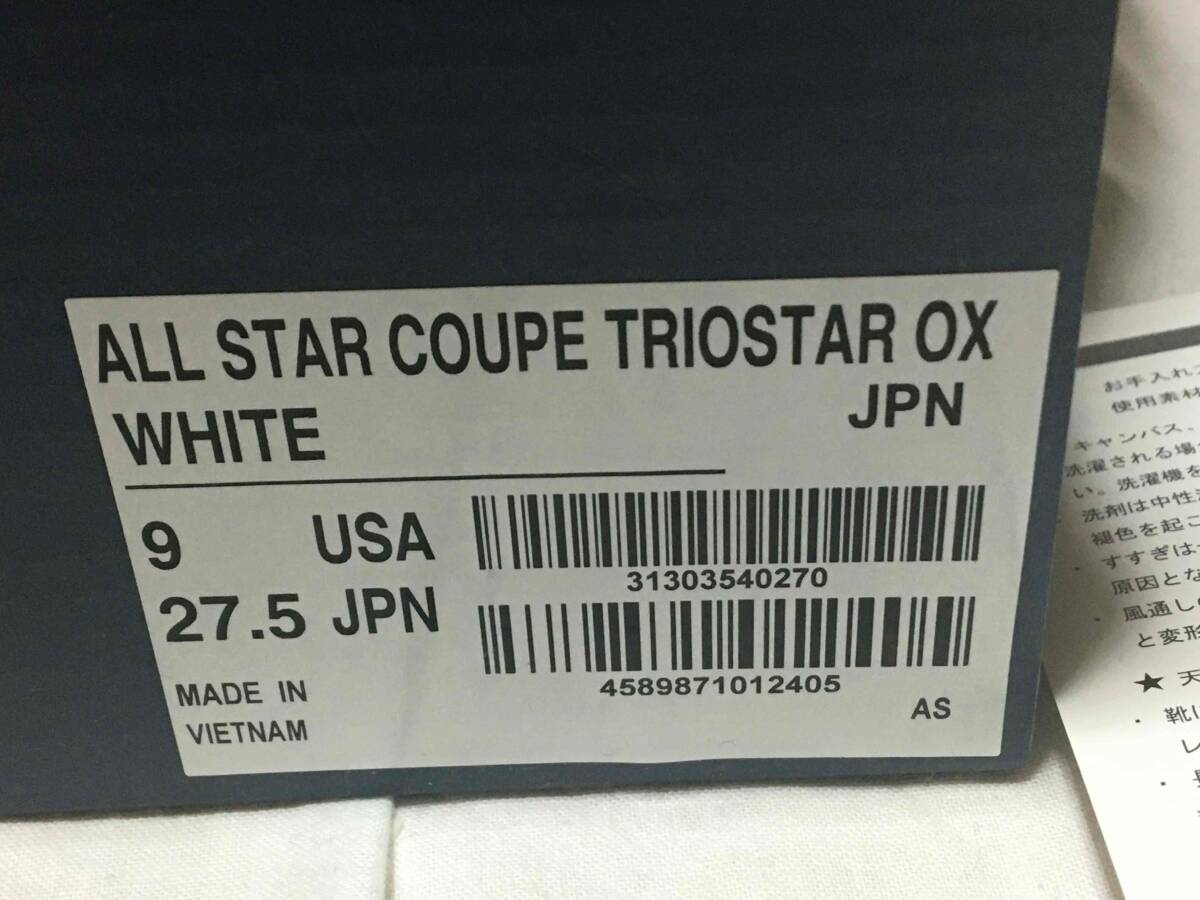 ALL STAR COUPE TRIOSTAR OX
WHITE JPN
9 USA
27.5 JPN
31303540270
4589871012405
MADE IN
VIETNAM
AS
お手入れ
使用素材
キャンバス、
洗濯される場
い。洗濯機を
洗剤は中性
褪色を起こ
・すすぎは
原因とな
・風通し
と変形
★ 天
・靴は
レ